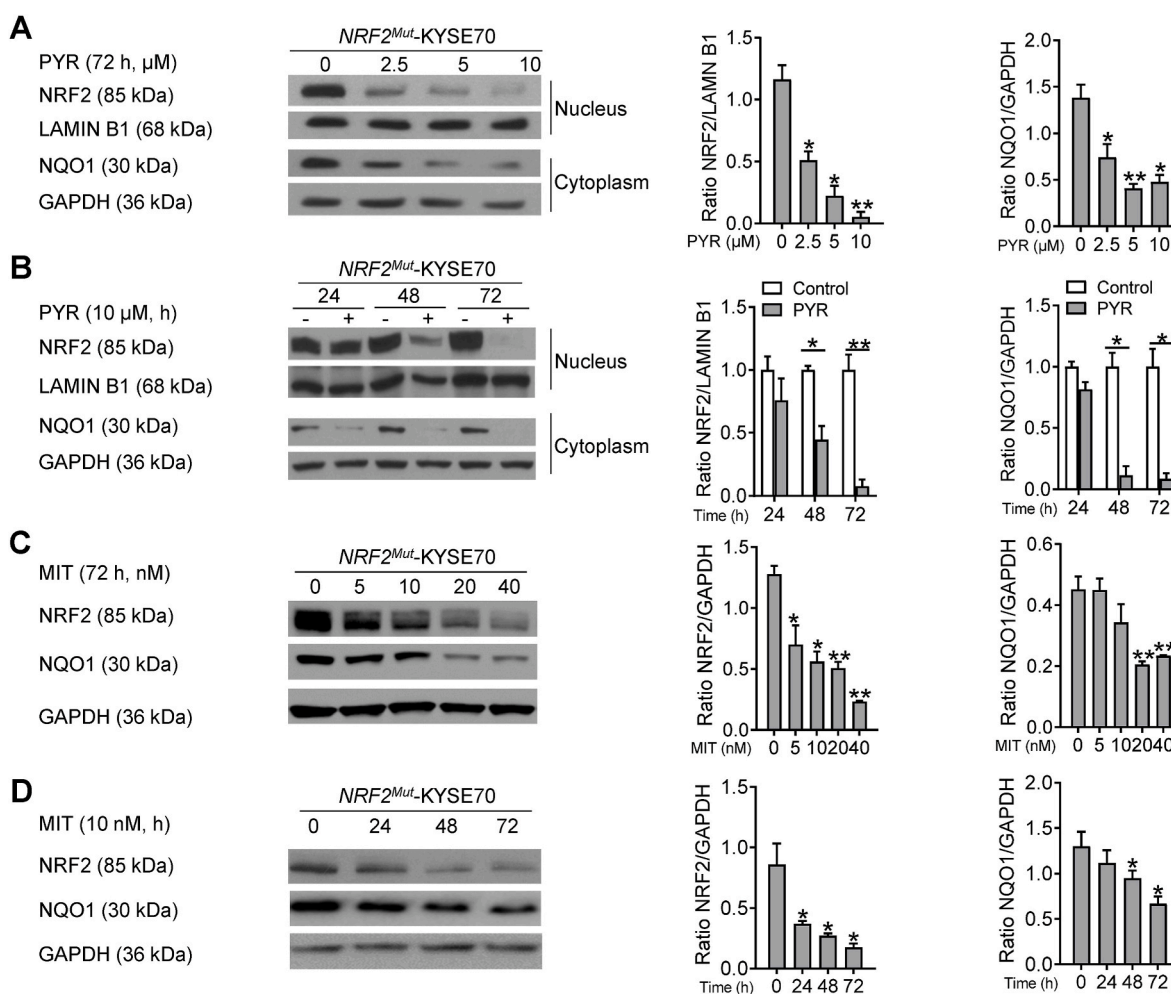 A
NRF2Mut-KYSE70
PYR (72 h, µM)
0 2.5 5 10
NRF2 (85 kDa)
LAMIN B1 (68 kDa)
Nucleus
NQO1 (30 kDa)
GAPDH (36 kDa)
Cytoplasm
Ratio NRF2/LAMN B1
1.5
1.0
0.5
0.0
* * **
PYR (µM) 0 2.5 5 10
Ratio NQO1/GAPDH
2.0
1.5
1.0
0.5
0.0
* ** *
PYR (µM) 0 2.5 5 10
B
NRF2Mut-KYSE70
24 48 72
PYR (10 µM, h)
- + - + - +
NRF2 (85 kDa)
LAMIN B1 (68 kDa)
Nucleus
NQO1 (30 kDa)
GAPDH (36 kDa)
Cytoplasm
Control
PYR
Ratio NRF2/LAMIN B1
1.5
1.0
0.5
0.0
* **
Time (h) 24 48 72
Control
PYR
Ratio NQO1/GAPDH
1.5
1.0
0.5
0.0
* *
Time (h) 24 48 72
C
NRF2Mut-KYSE70
MIT (72 h, nM)
0 5 10 20 40
NRF2 (85 kDa)
NQO1 (30 kDa)
GAPDH (36 kDa)
Ratio NRF2/GAPDH
1.5
1.0
0.5
0.0
* * ** **
MIT (nM) 0 5 10 20 40
Ratio NQO1/GAPDH
0.6
0.4
0.2
0.0
** **
MIT (nM) 0 5 10 20 40
D
NRF2Mut-KYSE70
MIT (10 nM, h)
0 24 48 72
NRF2 (85 kDa)
NQO1 (30 kDa)
GAPDH (36 kDa)
Ratio NRF2/GAPDH
1.5
1.0
0.5
0.0
* * *
Time (h) 0 24 48 72
Ratio NQO1/GAPDH
2.0
1.5
1.0
0.5
0.0
* *
Time (h) 0 24 48 72